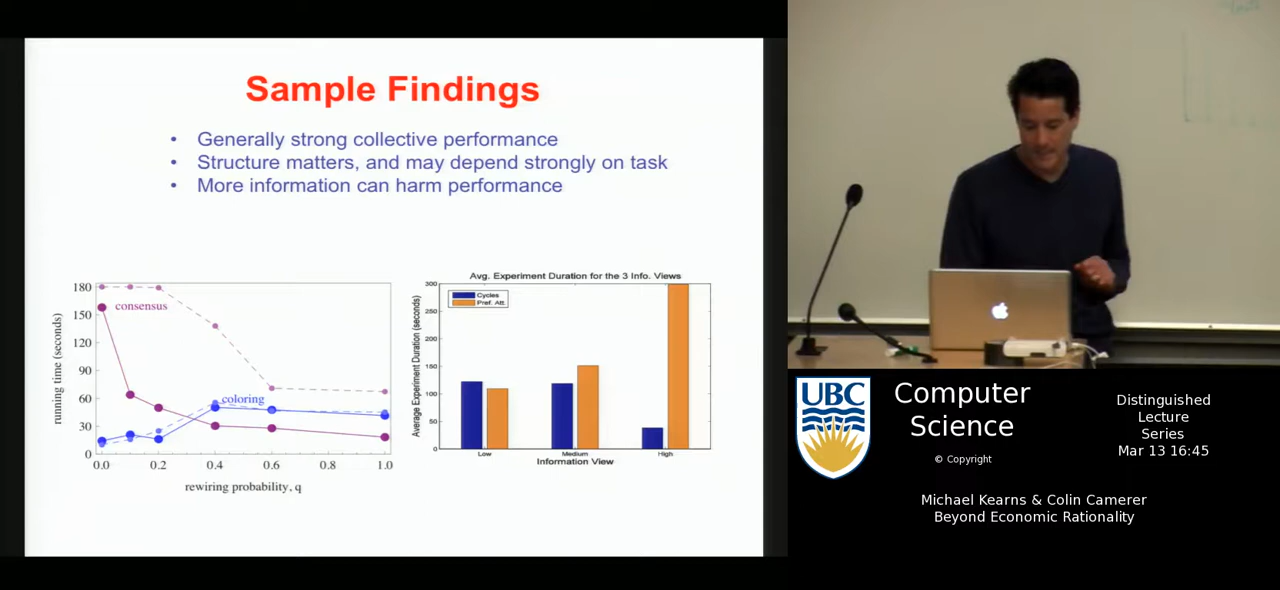 Sample Findings
• Generally strong collective performance
• Structure matters, and may depend strongly on task
• More information can harm performance
180
150
120
90
60
30
0
running time (seconds)
consensus
coloring
0.0 0.2 0.4 0.6 0.8 1.0
rewiring probability, q
Avg. Experiment Duration for the 3 Info. Views
Cycles
Pref. Att.
300
250
200
150
100
50
0
Average Experiment Duration (seconds)
Low Medium High
Information View
UBC
Computer
Science
© Copyright
Distinguished
Lecture
Series
Mar 13 16:45
Michael Kearns & Colin Camerer
Beyond Economic Rationality